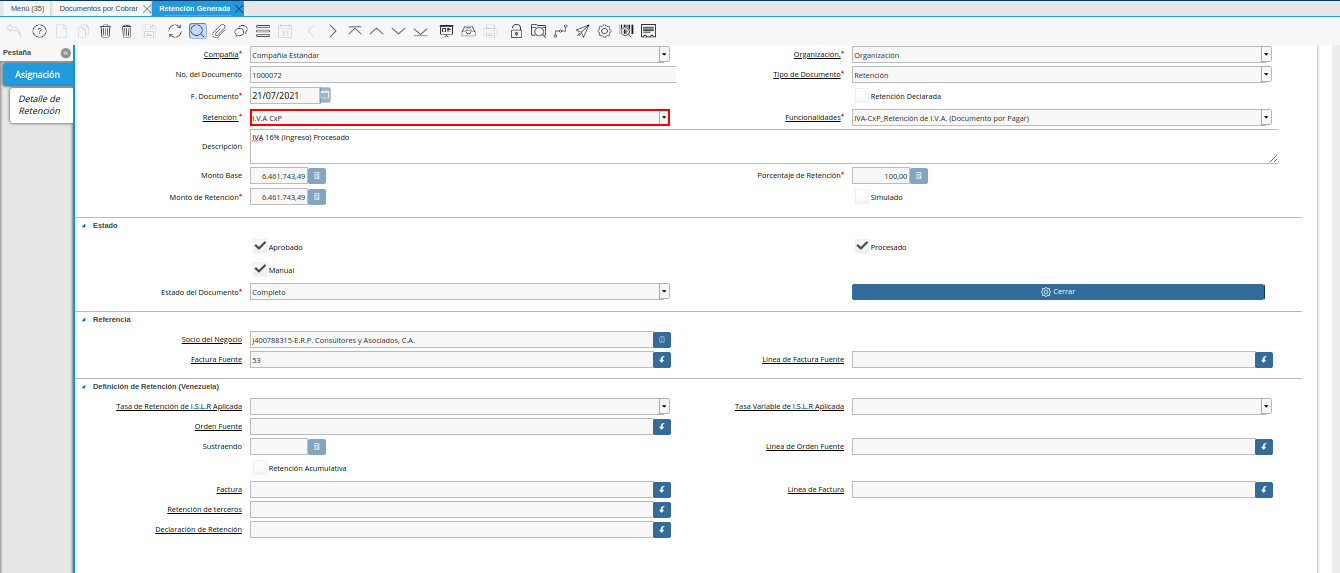 Menú (35) Documentos por Cobrar Retención Generada
Pestaña
Asignación
Detalle de Retención
Compañía* Compañía Estándar Organización.* Organización
No. del Documento 1000072 Tipo de Documento* Retención
F. Documento* 21/07/2021 Retención Declarada
Retención * I.V.A CxP Funcionalidades* IVA-CxP_Retención de I.V.A. (Documento por Pagar)
Descripción IVA 16% (Ingreso) Procesado
Monto Base 6.461.743,49 Porcentaje de Retención* 100,00
Monto de Retención* 6.461.743,49 Simulado
Estado
Aprobado Procesado
Manual
Estado del Documento* Completo Cerrar
Referencia
Socio del Negocio J400788315-E.R.P. Consultores y Asociados, C.A.
Factura Fuente 53 Línea de Factura Fuente
Definición de Retención (Venezuela)
Tasa de Retención de I.S.L.R Aplicada Tasa Variable de I.S.L.R Aplicada
Orden Fuente
Sustraendo Línea de Orden Fuente
Retención Acumulativa
Factura Línea de Factura
Retención de terceros
Declaración de Retención